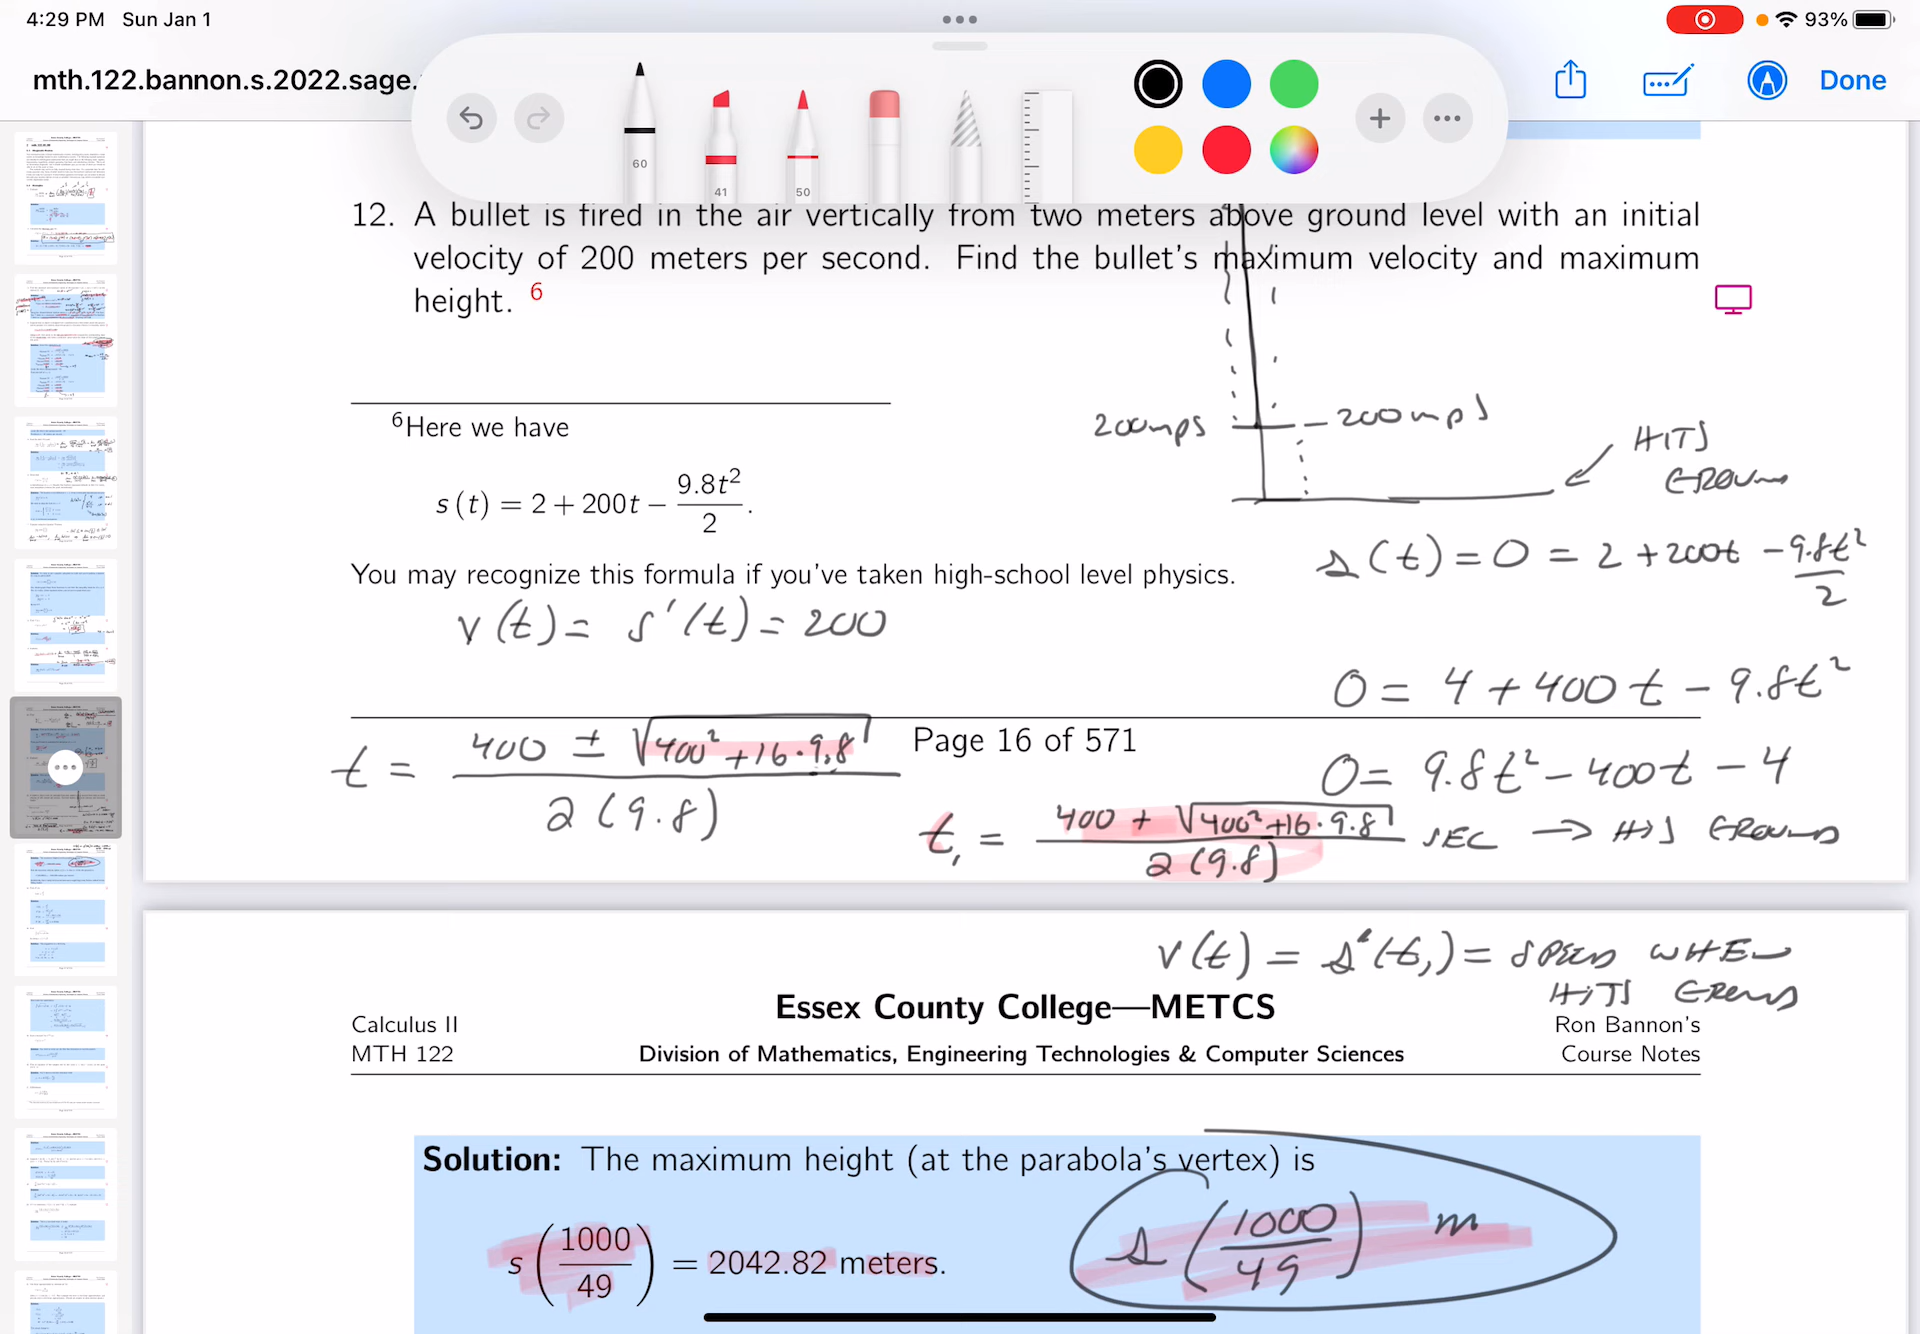 4:29 PM Sun Jan 1
93%
mth.122.bannon.s.2022.sage.
Done
60
41
50
12. A bullet is fired in the air vertically from two meters above ground level with an initial
velocity of 200 meters per second. Find the bullet's maximum velocity and maximum
height. 6
200mps
-200mps
HITS
GROUND
6Here we have
s (t) = 2 + 200t − 9.8t²/2.
s(t) = 0 = 2 + 200t − 9.8t²/2
You may recognize this formula if you've taken high-school level physics.
v(t) = s'(t) = 200
0 = 4 + 400t − 9.8t²
t = 400 ± √400² + 16·9.8 / 2(9.8)
Page 16 of 571
0 = 9.8t² − 400t − 4
t₁ = 400 + √400² + 16·9.8 / 2(9.8) SEC → HITS GROUND
v(t) = s'(t₁) = SPEED WHEN
HITS GROUND
Essex County College—METCS
Calculus II
Ron Bannon's
MTH 122
Division of Mathematics, Engineering Technologies & Computer Sciences
Course Notes
Solution: The maximum height (at the parabola's vertex) is
s (1000/49) = 2042.82 meters.
s (1000/49) m